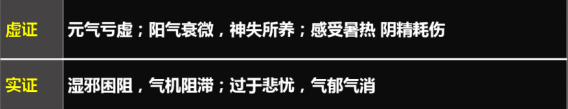 虚证 元气亏虚；阳气衰微，神失所养；感受暑热 阴精耗伤
实证 湿邪困阻，气机阻滞；过于悲忧，气郁气消